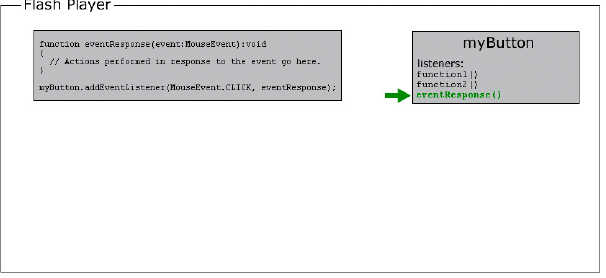 Flash Player
function eventResponse(event:MouseEvent):void
{
// Actions performed in response to the event go here.
}
myButton.addEventListener(MouseEvent.CLICK, eventResponse);
myButton
listeners:
function1()
function2()
eventResponse()